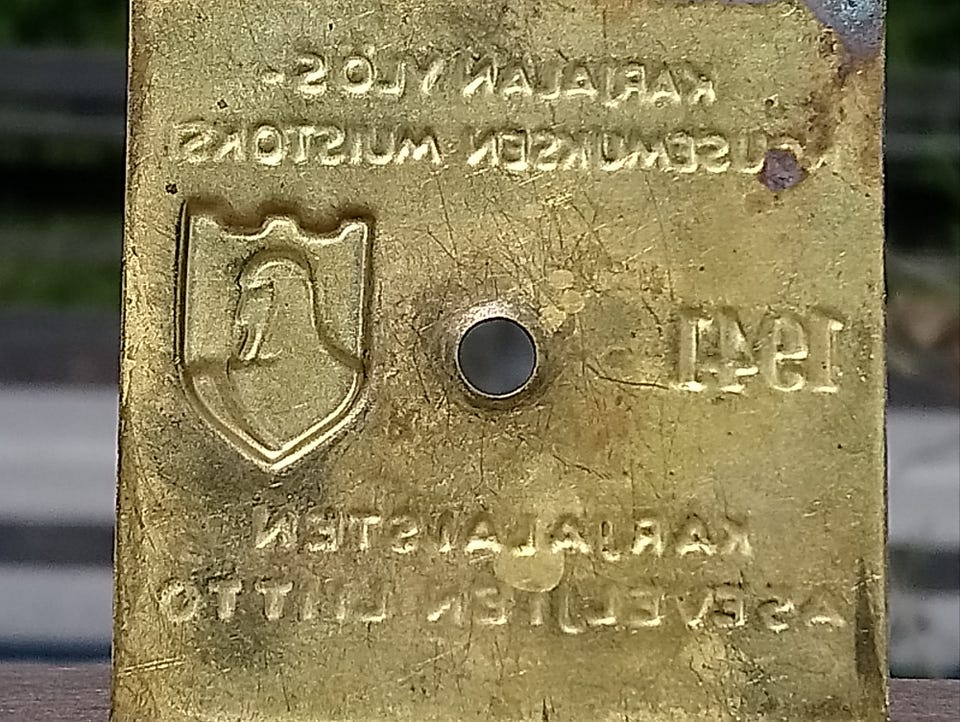 KARJALAN YLÖS-
NOUSEMUKSEN MUISTOKSI
1941
KARJALAISTEN
ASEVELJIEN LIITTO